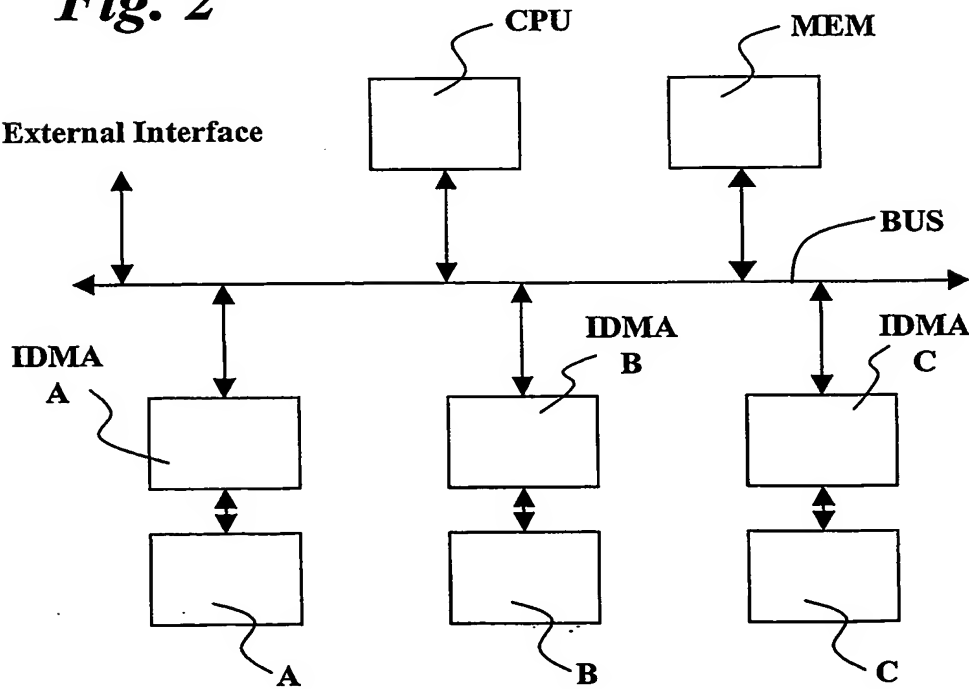 Fig. 2
CPU
MEM
External Interface
BUS
IDMA
A
IDMA
B
IDMA
C
A
B
C